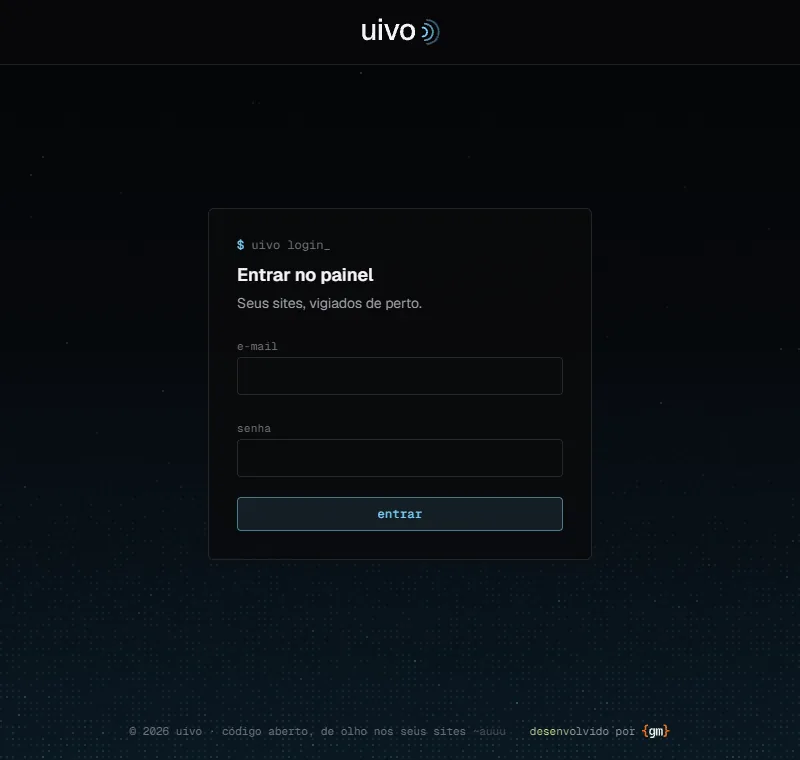 uivo
$ uivo login_
Entrar no painel
Seus sites, vigiados de perto.
e-mail
senha
entrar
© 2026 uivo · código aberto, de olho nos seus sites ~auuu desenvolvido por {gm}